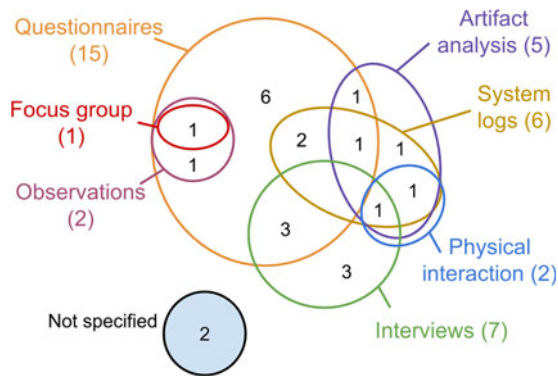 Questionnaires
(15)
Artifact
analysis (5)
6
1
System
logs (6)
Focus group
(1)
1
2
1
1
1
1
Observations
(2)
1
3
Physical
interaction (2)
3
Not specified
2
Interviews (7)